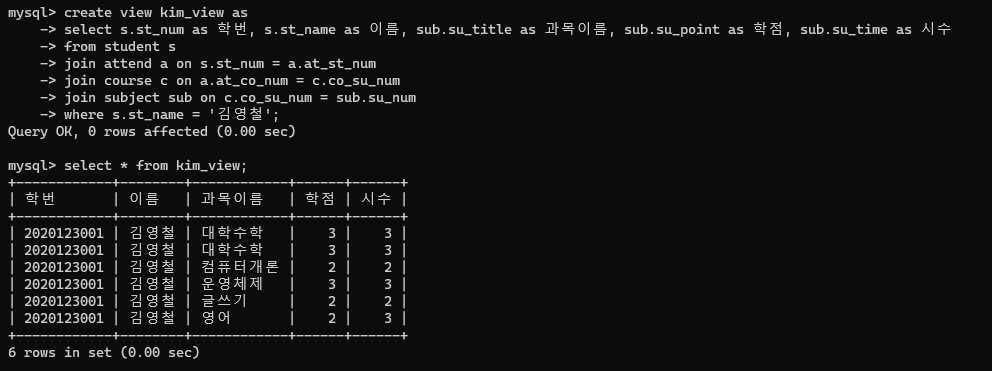 mysql> create view kim_view as
    -> select s.st_num as 학번, s.st_name as 이름, sub.su_title as 과목이름, sub.su_point as 학점, sub.su_time as 시수
    -> from student s
    -> join attend a on s.st_num = a.at_st_num
    -> join course c on a.at_co_num = c.co_su_num
    -> join subject sub on c.co_su_num = sub.su_num
    -> where s.st_name = '김영철';
Query OK, 0 rows affected (0.00 sec)
mysql> select * from kim_view;
+------------+--------+------------+------+------+
| 학번       | 이름   | 과목이름   | 학점 | 시수 |
+------------+--------+------------+------+------+
| 2020123001 | 김영철 | 대학수학   |    3 |    3 |
| 2020123001 | 김영철 | 대학수학   |    3 |    3 |
| 2020123001 | 김영철 | 컴퓨터개론 |    2 |    2 |
| 2020123001 | 김영철 | 운영체제   |    3 |    3 |
| 2020123001 | 김영철 | 글쓰기     |    2 |    2 |
| 2020123001 | 김영철 | 영어       |    2 |    3 |
+------------+--------+------------+------+------+
6 rows in set (0.00 sec)